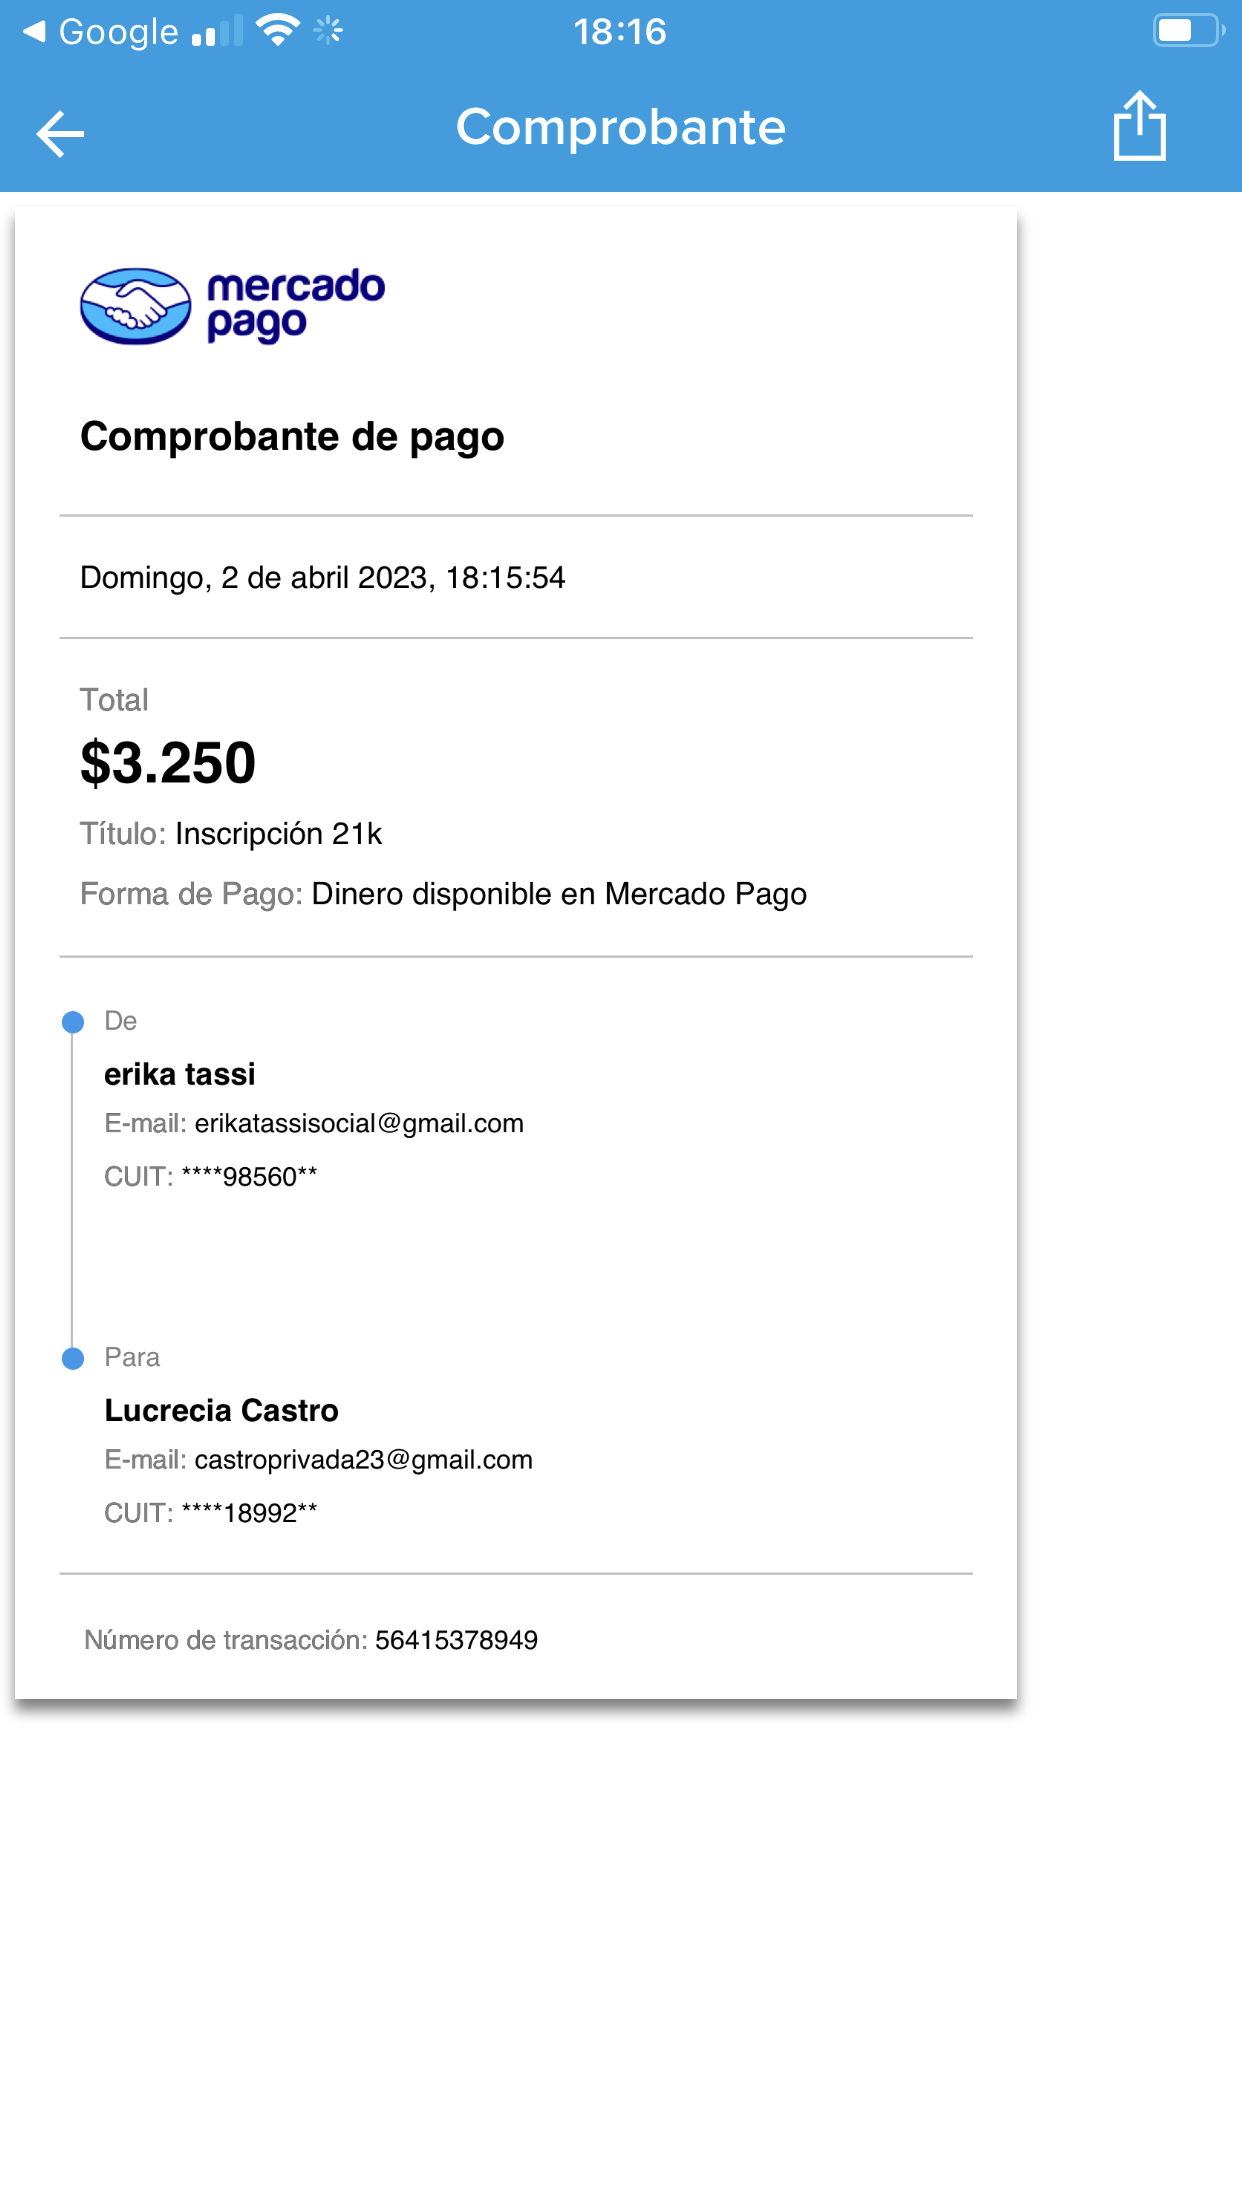 Google
18:16
Comprobante
mercado
pago
Comprobante de pago
Domingo, 2 de abril 2023, 18:15:54
Total
$3.250
Título: Inscripción 21k
Forma de Pago: Dinero disponible en Mercado Pago
De
erika tassi
E-mail: erikatassisocial@gmail.com
CUIT: ****98560**
Para
Lucrecia Castro
E-mail: castroprivada23@gmail.com
CUIT: ****18992**
Número de transacción: 56415378949